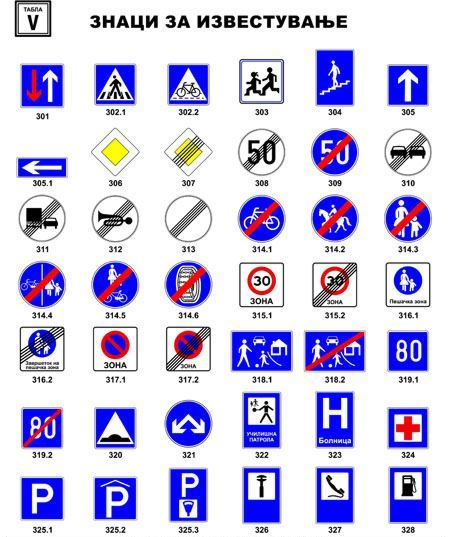 ТАБЛА
V
ЗНАЦИ ЗА ИЗВЕСТУВАЊЕ
301 302.1 302.2 303 304 305
50 50
305.1 306 307 308 309 310
311 312 313 314.1 314.2 314.3
30 ЗОНА 30 ЗОНА Пешачка зона
314.4 314.5 314.6 315.1 315.2 316.1
Завршеток на
пешачка зона ЗОНА ЗОНА 80
316.2 317.1 317.2 318.1 318.2 319.1
80 УЧИЛИШНА
ПАТРОЛА H
Болница
319.2 320 321 322 323 324
P P P
325.1 325.2 325.3 326 327 328